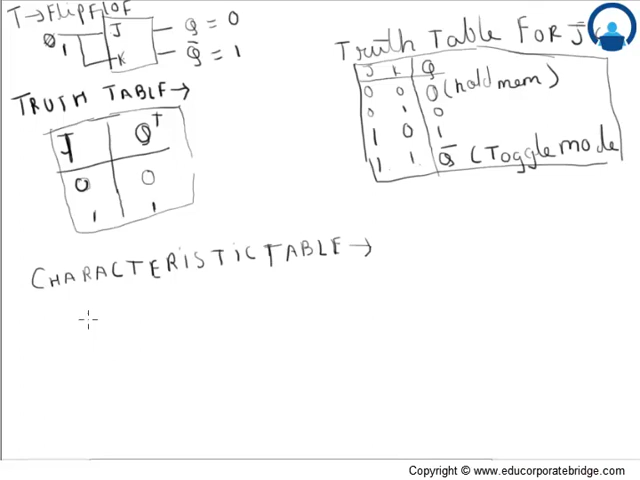 T→FlipFlop
0
1
J
K
Q = 0
Q̄ = 1
TRUTH TABLE→
T Q⁺
0 0
1 1
Truth Table For J
J K Q
0 0 Q (hold mem)
0 1 0
1 0 1
1 1 Q̄ (Toggle mode
CHARACTERISTIC TABLE →
Copyright © www.educorporatebridge.com